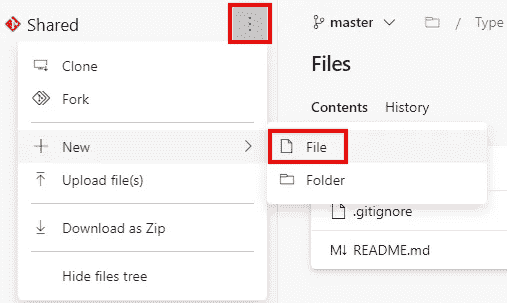 Shared
Clone
Fork
New
Upload file(s)
Download as Zip
Hide files tree
master
/ Type
Files
Contents History
File
Folder
.gitignore
M↓ README.md